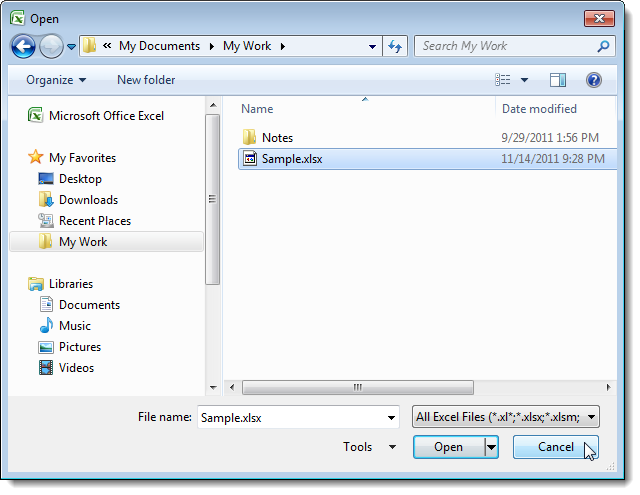 Open
« My Documents My Work Search My Work
Organize New folder
Microsoft Office Excel
My Favorites
Desktop
Downloads
Recent Places
My Work
Libraries
Documents
Music
Pictures
Videos
Name Date modified
Notes 9/29/2011 1:56 PM
Sample.xlsx 11/14/2011 9:28 PM
File name: Sample.xlsx All Excel Files (*.xl*;*.xlsx;*.xlsm;
Tools Open Cancel